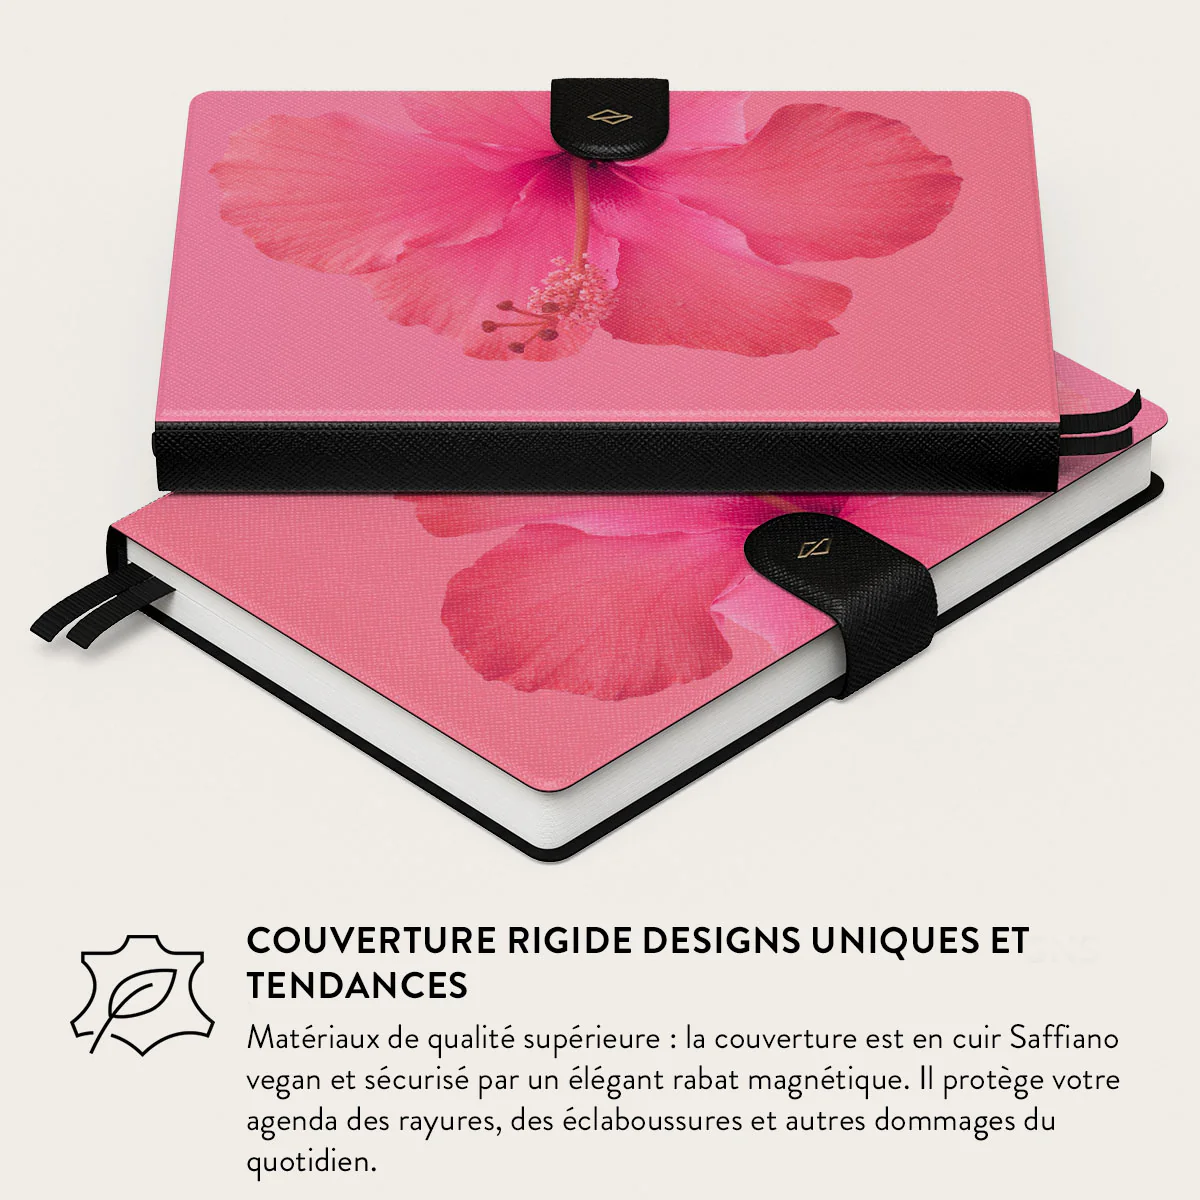 COUVERTURE RIGIDE DESIGNS UNIQUES ET
TENDANCES
Matériaux de qualité supérieure : la couverture est en cuir Saffiano
vegan et sécurisé par un élégant rabat magnétique. Il protège votre
agenda des rayures, des éclaboussures et autres dommages du
quotidien.